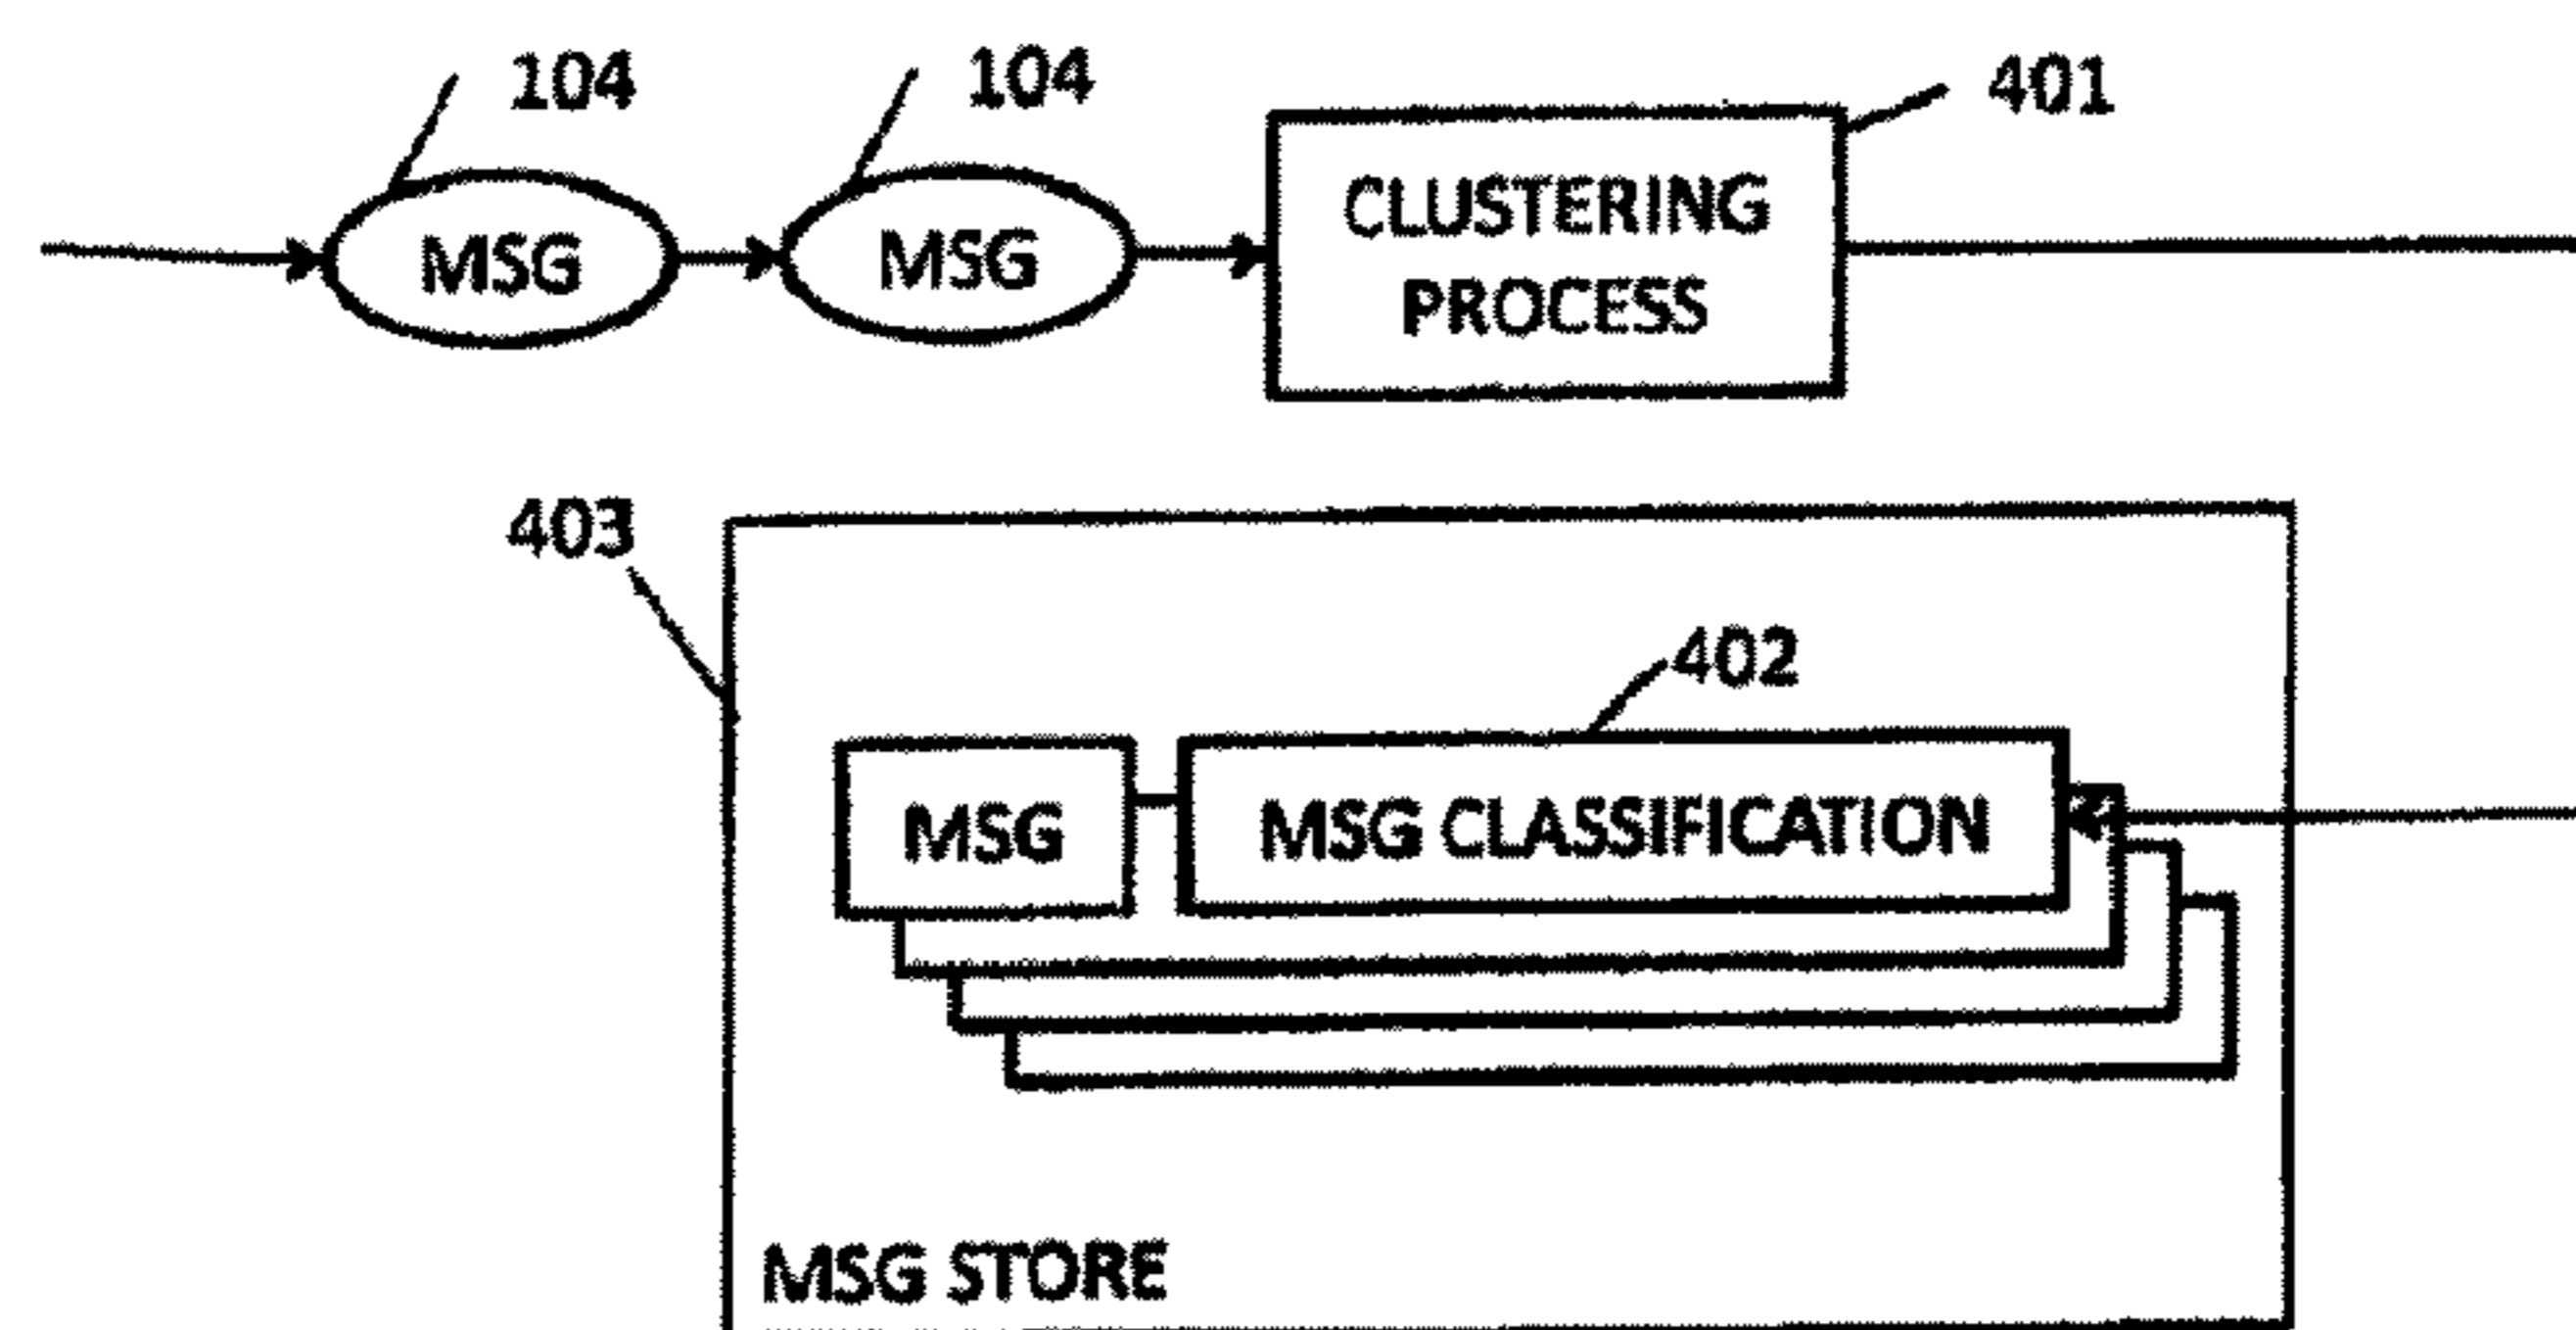 104
104
401
MSG
MSG
CLUSTERING
PROCESS
403
402
MSG
MSG CLASSIFICATION
MSG STORE